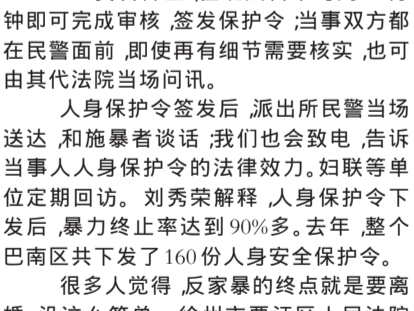 钟即可完成审核,签发保护令;当事双方都
在民警面前,即使再有细节需要核实,也可
由其代法院当场问讯。
人身保护令签发后,派出所民警当场
送达,和施暴者谈话;我们也会致电,告诉
当事人人身保护令的法律效力。妇联等单
位定期回访。刘秀荣解释,人身保护令下
发后,暴力终止率达到90%多。去年,整个
巴南区共下发了160份人身安全保护令。
很多人觉得,反家暴的终点就是要离